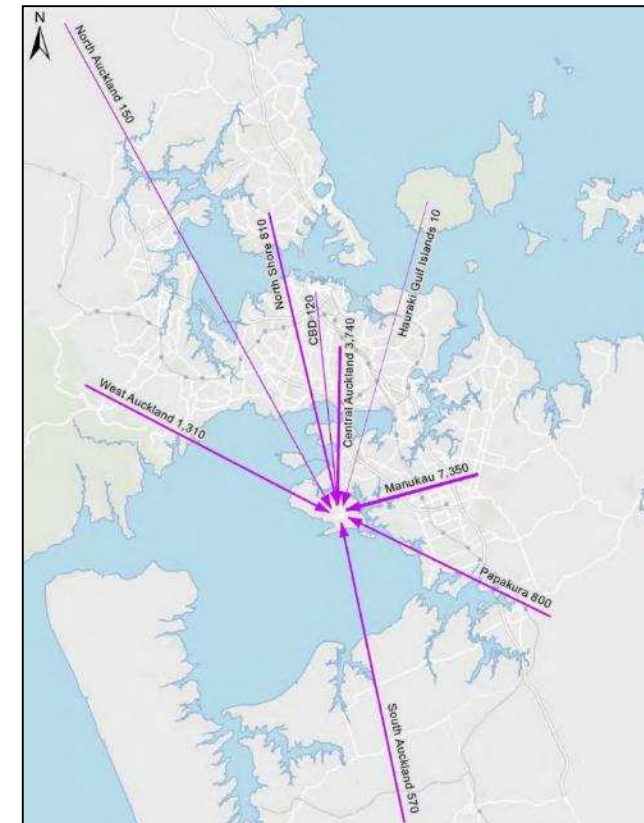 N
North Auckland 150
North Shore 810
Hauraki Gulf Islands 10
CBD 120
Central Auckland 3,740
West Auckland 1,310
Manukau 7,350
Papakura 800
South Auckland 570